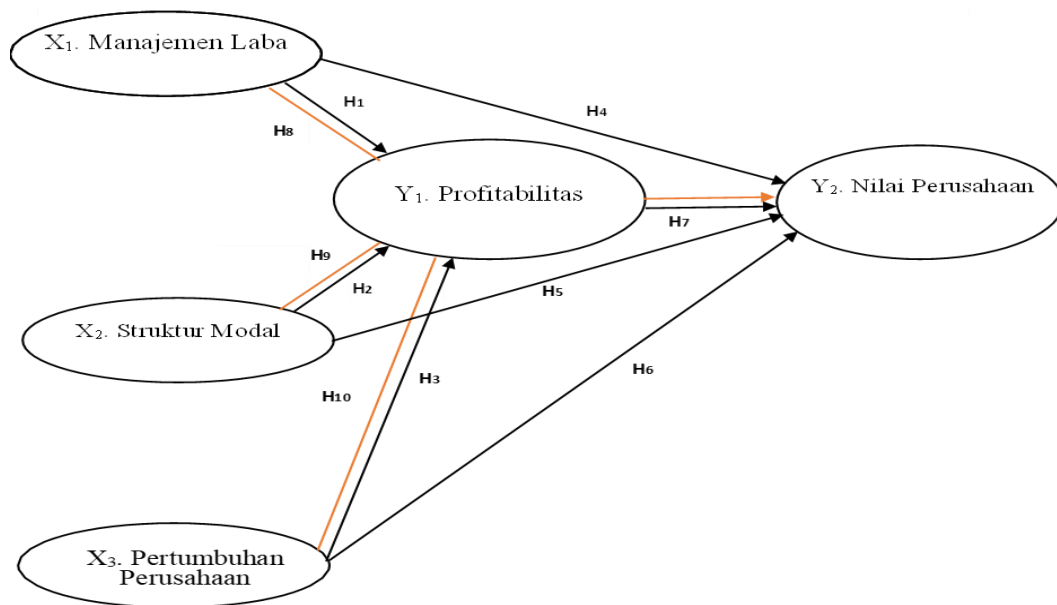 X₁. Manajemen Laba
H₁
H₄
H₈
Y₁. Profitabilitas
Y₂. Nilai Perusahaan
H₇
H₉
H₂
H₅
X₂. Struktur Modal
H₆
H₃
H₁₀
X₃. Pertumbuhan
Perusahaan